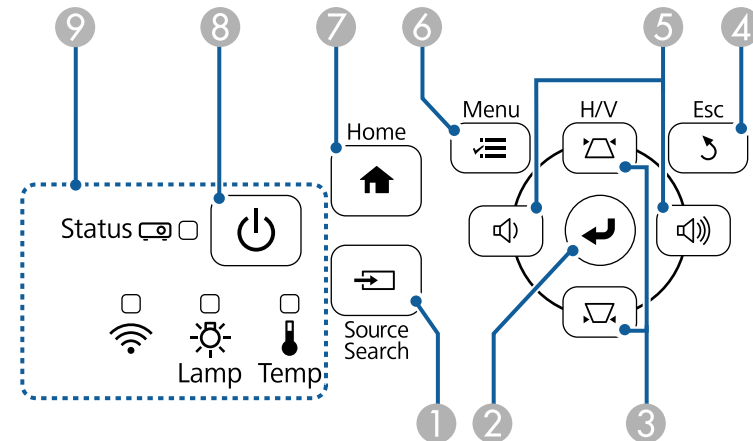 9 8 7 6 5 4
Menu H/V Esc
Home
Status
Source
Search
Lamp Temp
1 2 3